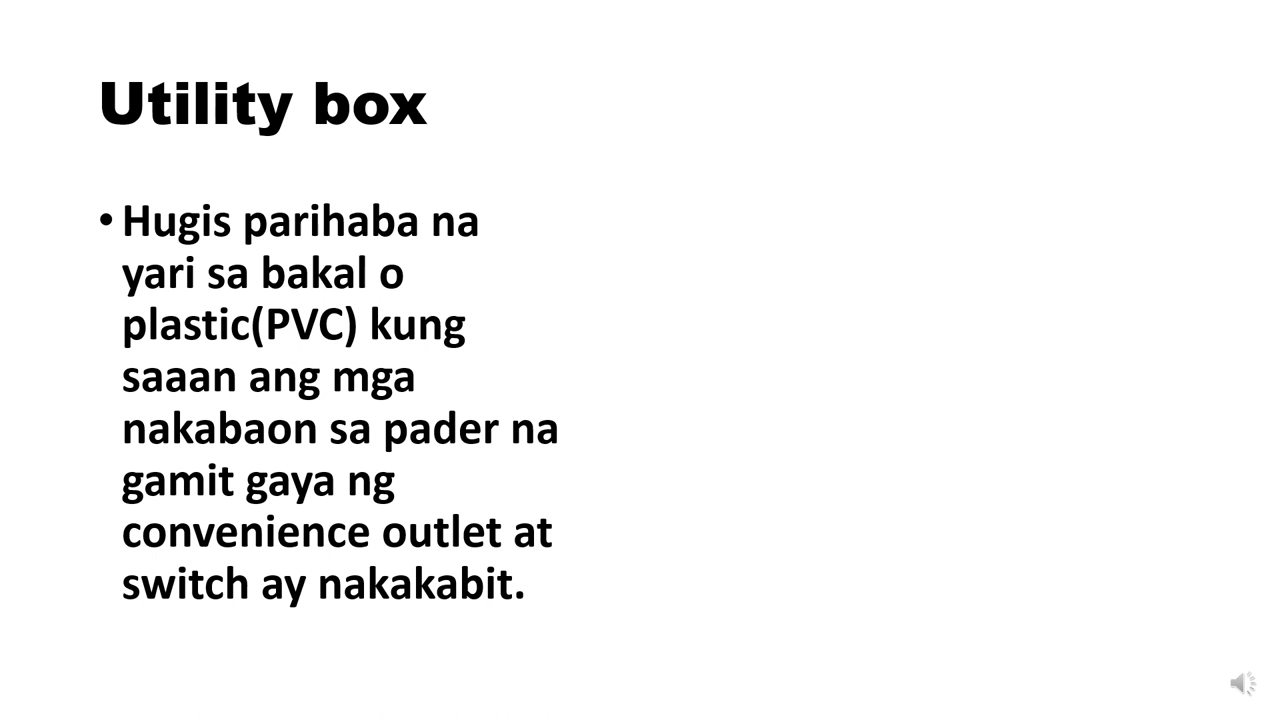 Utility box
• Hugis parihaba na
yari sa bakal o
plastic(PVC) kung
saaan ang mga
nakabaon sa pader na
gamit gaya ng
convenience outlet at
switch ay nakakabit.